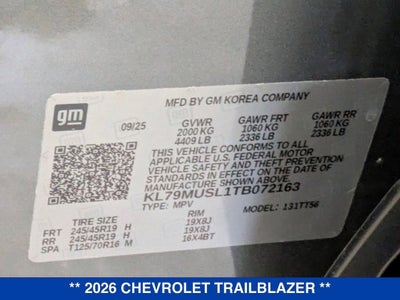 gm
MFD BY GM KOREA COMPANY
09/25 GVWR GAWR FRT GAWR RR
2000 KG 1060 KG 1060 KG
4409 LB 2336 LB 2336 LB
THIS VEHICLE CONFORMS TO ALL APPLICABLE
U.S. FEDERAL MOTOR
VEHICLE SAFETY AND THEFT PREVENTION
STANDARDS IN EFFECT ON THE DATE OF
MANUFACTURE SHOWN ABOVE.
KL79MUSL1TB072163
TYPE: MPV MODEL: 131TT56
TIRE SIZE RIM
FRT 245/45R19 H 19X8J
RR 245/45R19 H 19X8J
SPA T125/70R16 M 16X4BT
** 2026 CHEVROLET TRAILBLAZER **